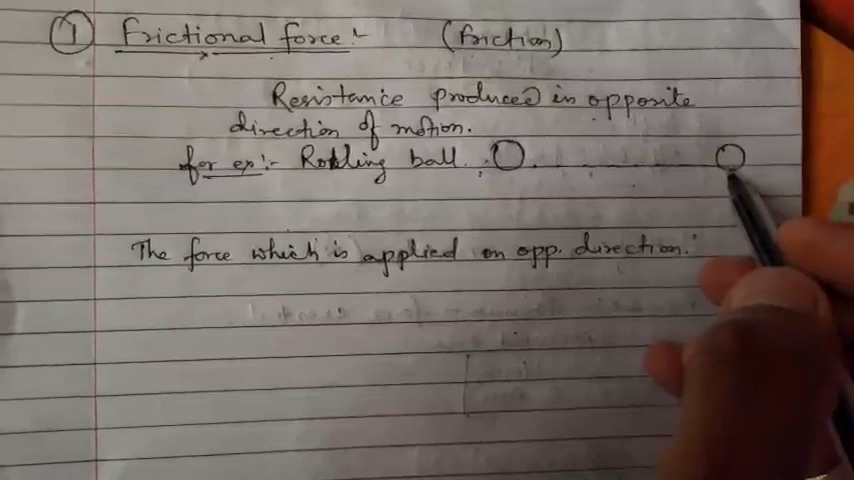 1 Frictional force:- (friction)
Resistance produced in opposite
direction of motion.
for ex:- Rolling ball.
The force which is applied on opp. direction.